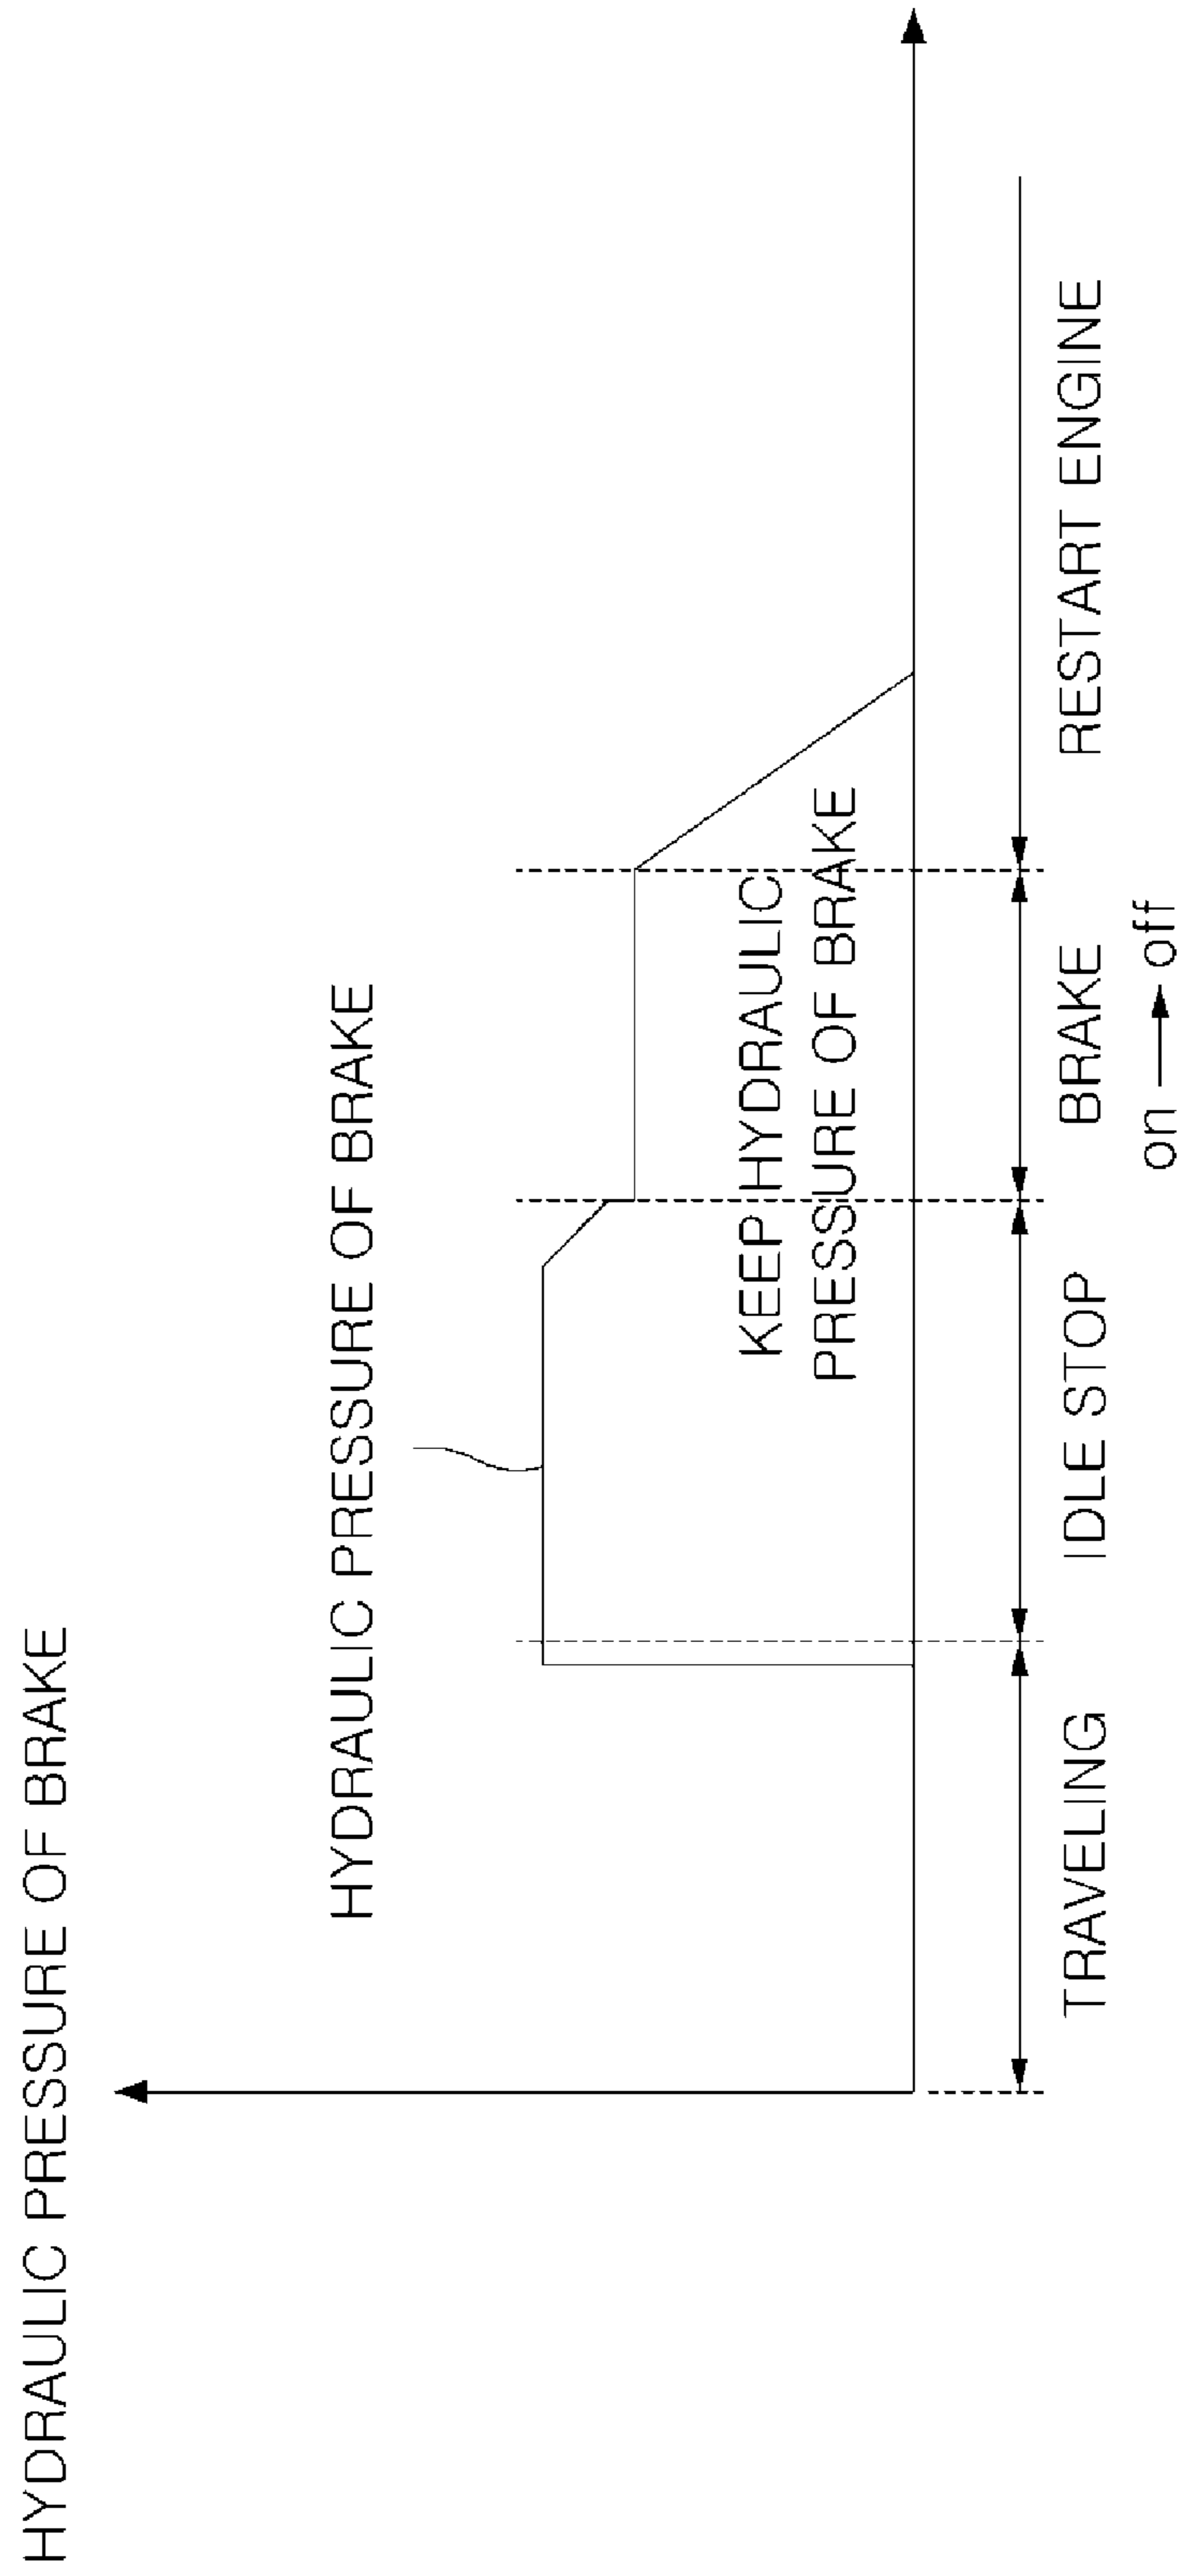 HYDRAULIC PRESSURE OF BRAKE
HYDRAULIC PRESSURE OF BRAKE
KEEP HYDRAULIC
PRESSURE OF BRAKE
TRAVELING
IDLE STOP
BRAKE
on → off
RESTART ENGINE